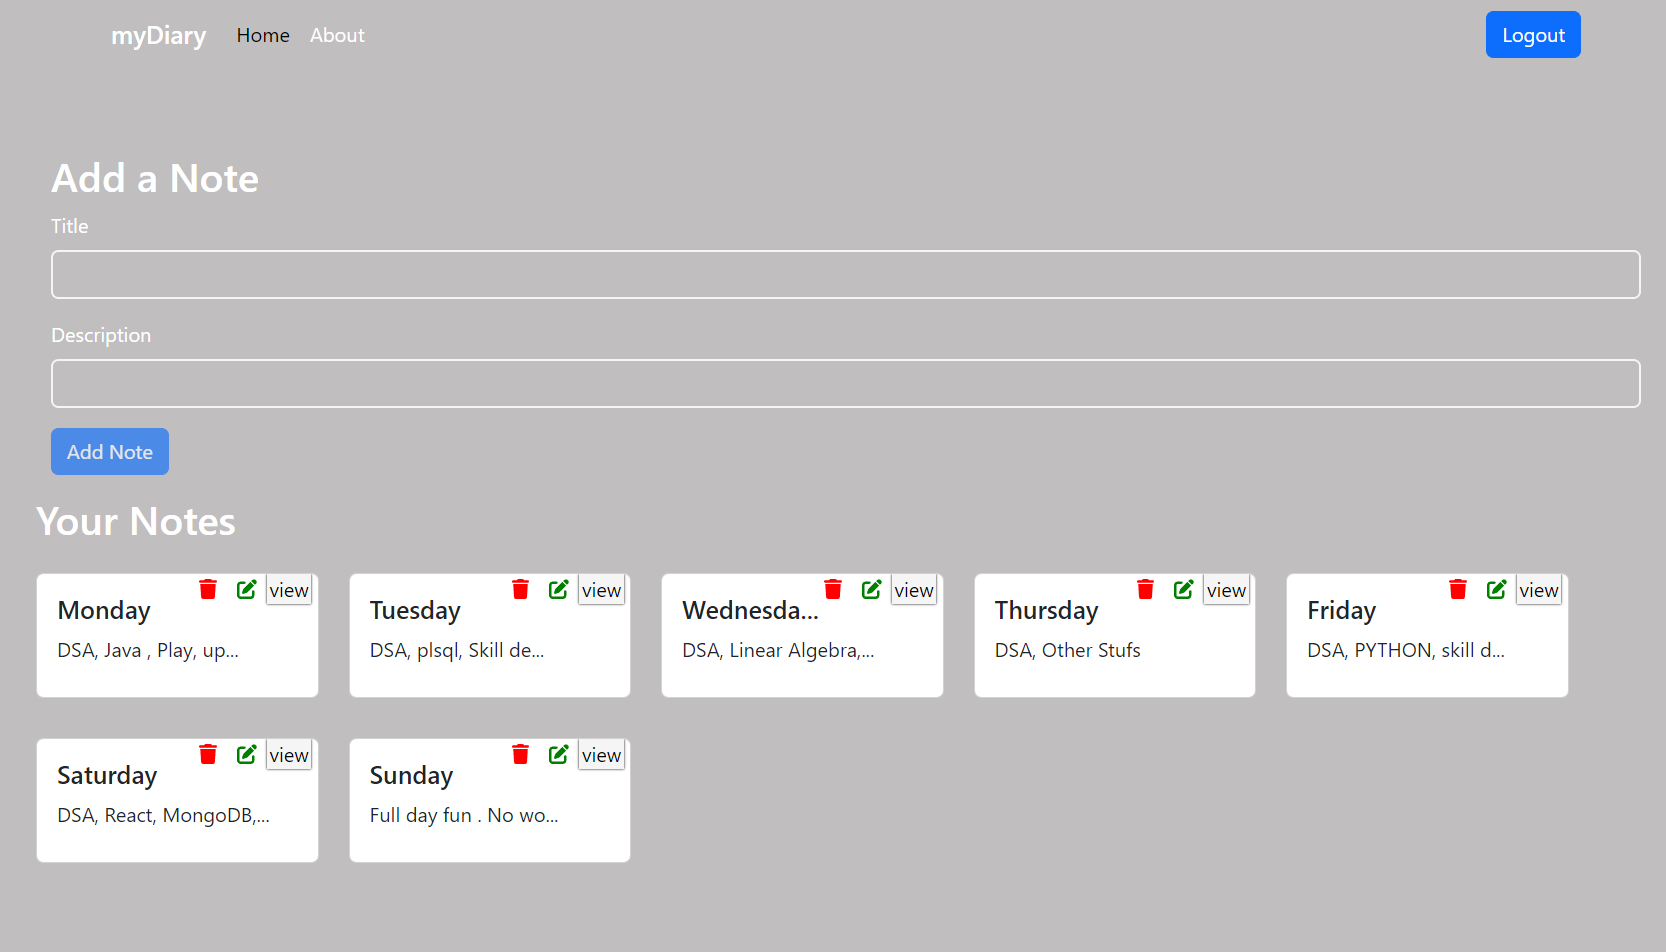 myDiary Home About Logout
Add a Note
Title
Description
Add Note
Your Notes
view view view view view
Monday Tuesday Wednesda... Thursday Friday
DSA, Java , Play, up... DSA, plsql, Skill de... DSA, Linear Algebra,... DSA, Other Stufs DSA, PYTHON, skill d...
view view
Saturday Sunday
DSA, React, MongoDB,... Full day fun . No wo...